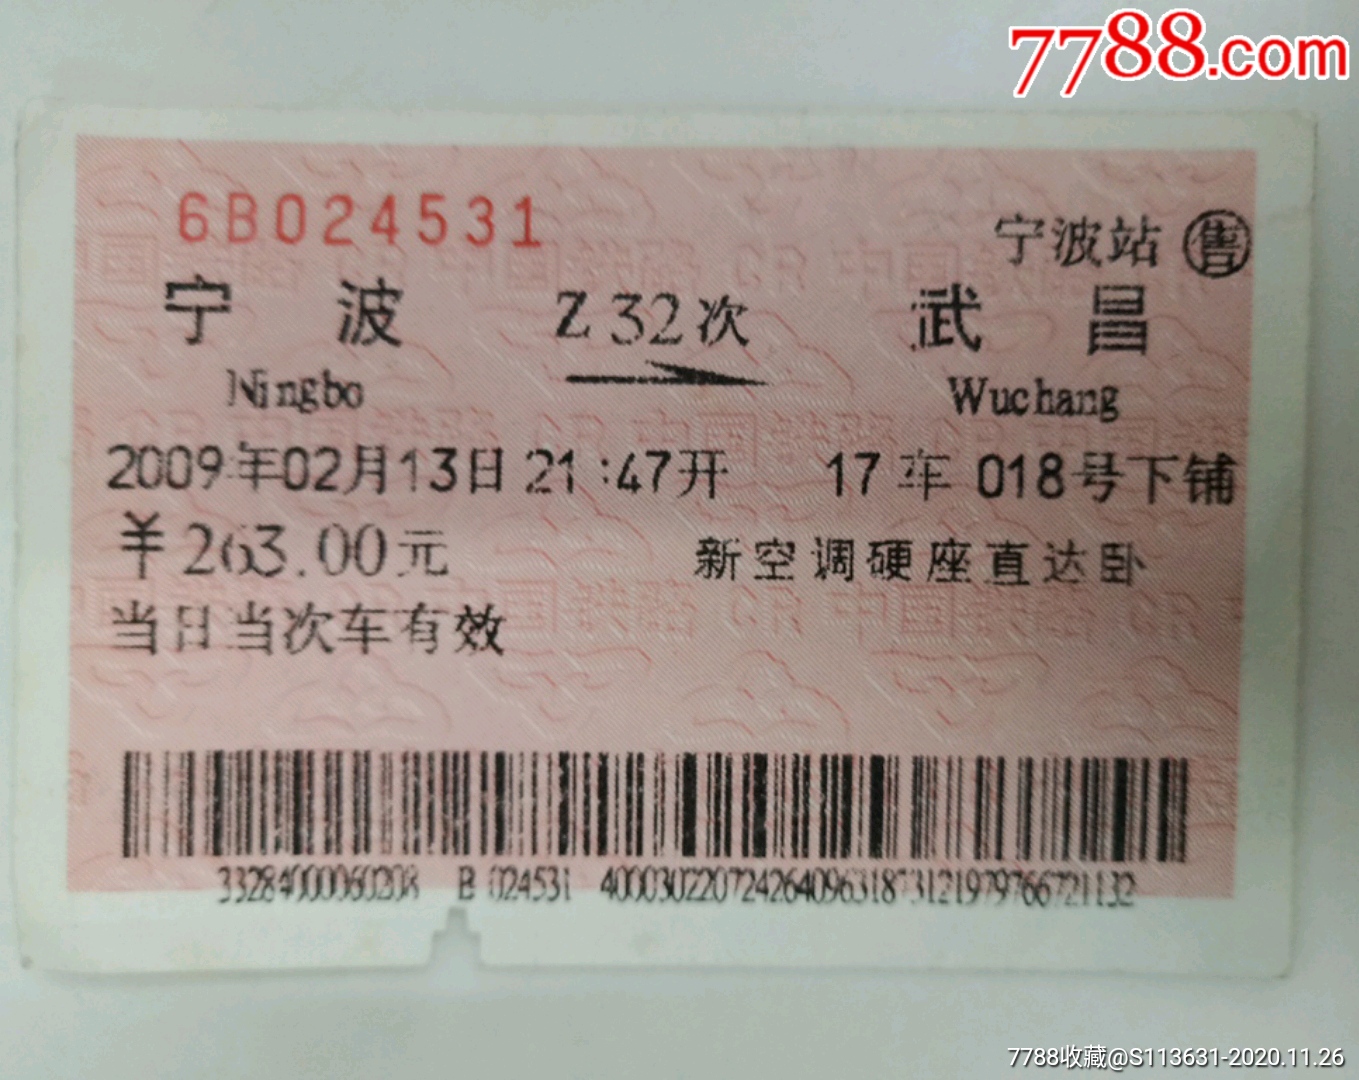 7788.com
6B024531
宁波站 售
宁波 Z32次 武昌
Ningbo Wuchang
2009年02月13日 21:47开 17车 018号下铺
￥263.00元 新空调硬座直达卧
当日当次车有效
33284000060208 B 024531
7788收藏@S113631-2020.11.26